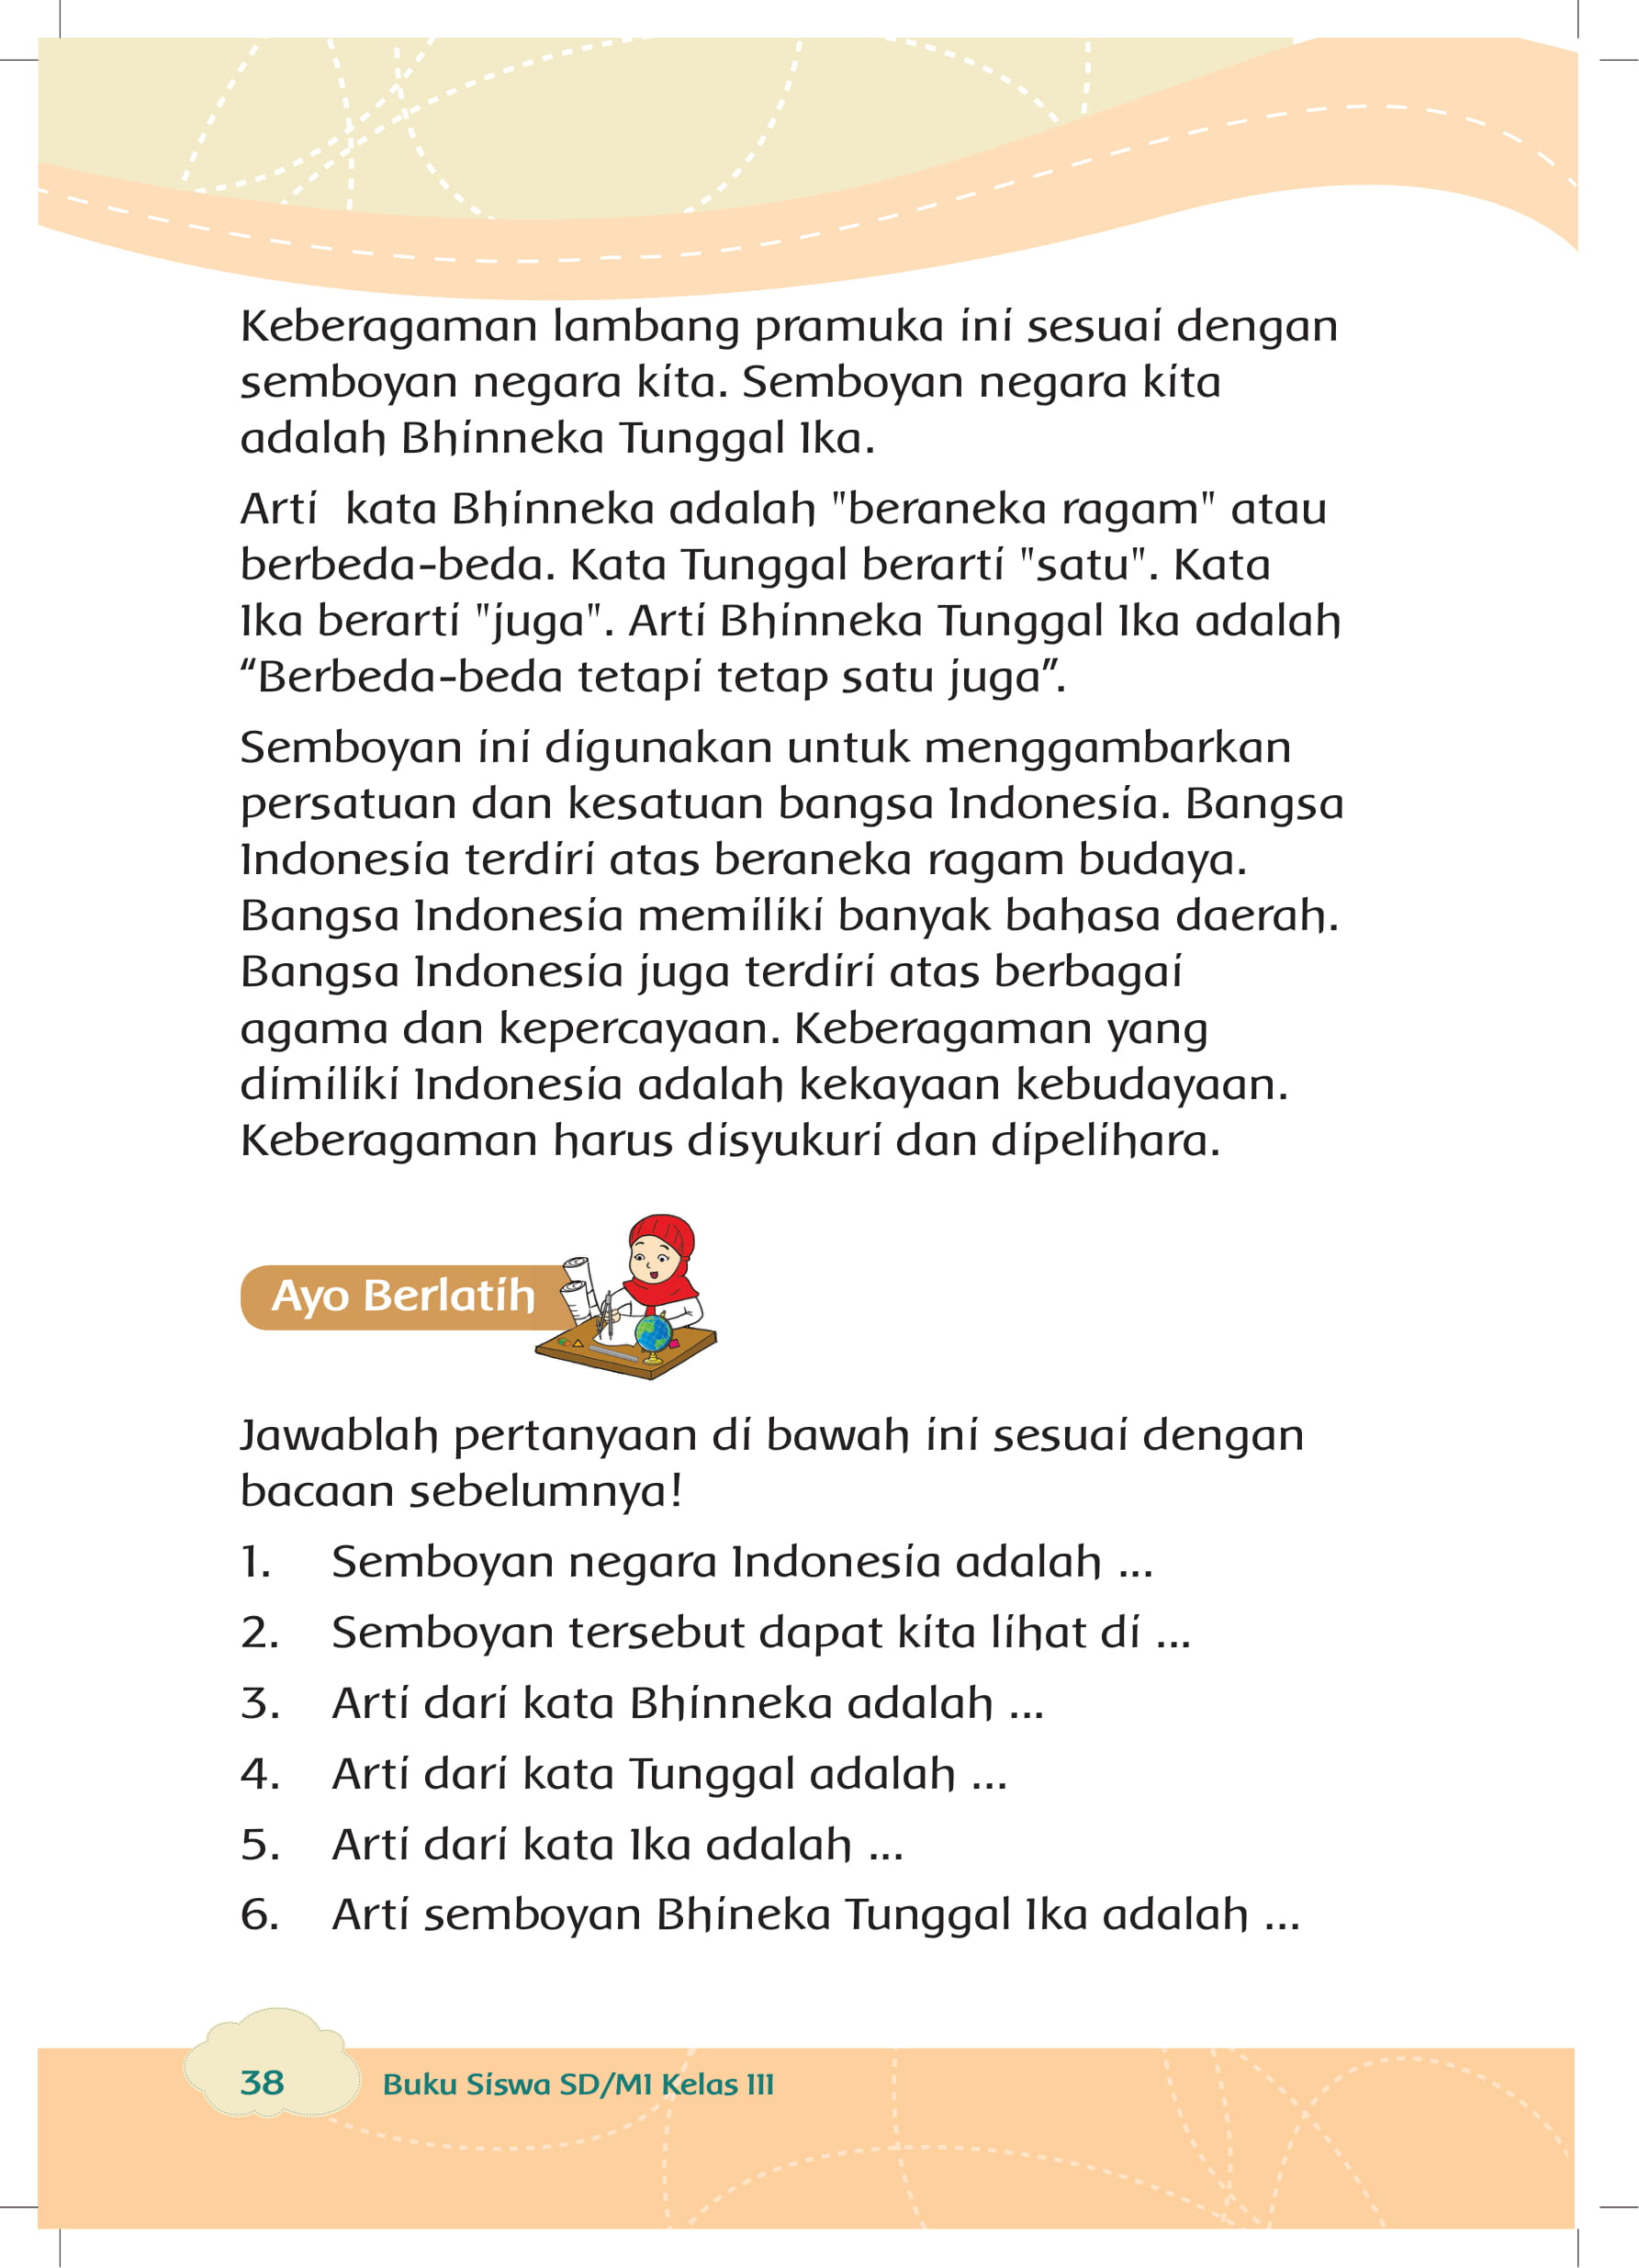 Keberagaman lambang pramuka ini sesuai dengan
semboyan negara kita. Semboyan negara kita
adalah Bhinneka Tunggal Ika.
Arti  kata Bhinneka adalah "beraneka ragam" atau
berbeda-beda. Kata Tunggal berarti "satu". Kata
Ika berarti "juga". Arti Bhinneka Tunggal Ika adalah
“Berbeda-beda tetapi tetap satu juga”.
Semboyan ini digunakan untuk menggambarkan
persatuan dan kesatuan bangsa Indonesia. Bangsa
Indonesia terdiri atas beraneka ragam budaya.
Bangsa Indonesia memiliki banyak bahasa daerah.
Bangsa Indonesia juga terdiri atas berbagai
agama dan kepercayaan. Keberagaman yang
dimiliki Indonesia adalah kekayaan kebudayaan.
Keberagaman harus disyukuri dan dipelihara.
Ayo Berlatih
Jawablah pertanyaan di bawah ini sesuai dengan
bacaan sebelumnya!
1. Semboyan negara Indonesia adalah ...
2. Semboyan tersebut dapat kita lihat di ...
3. Arti dari kata Bhinneka adalah ...
4. Arti dari kata Tunggal adalah ...
5. Arti dari kata Ika adalah ...
6. Arti semboyan Bhineka Tunggal Ika adalah ...
38 Buku Siswa SD/MI Kelas III